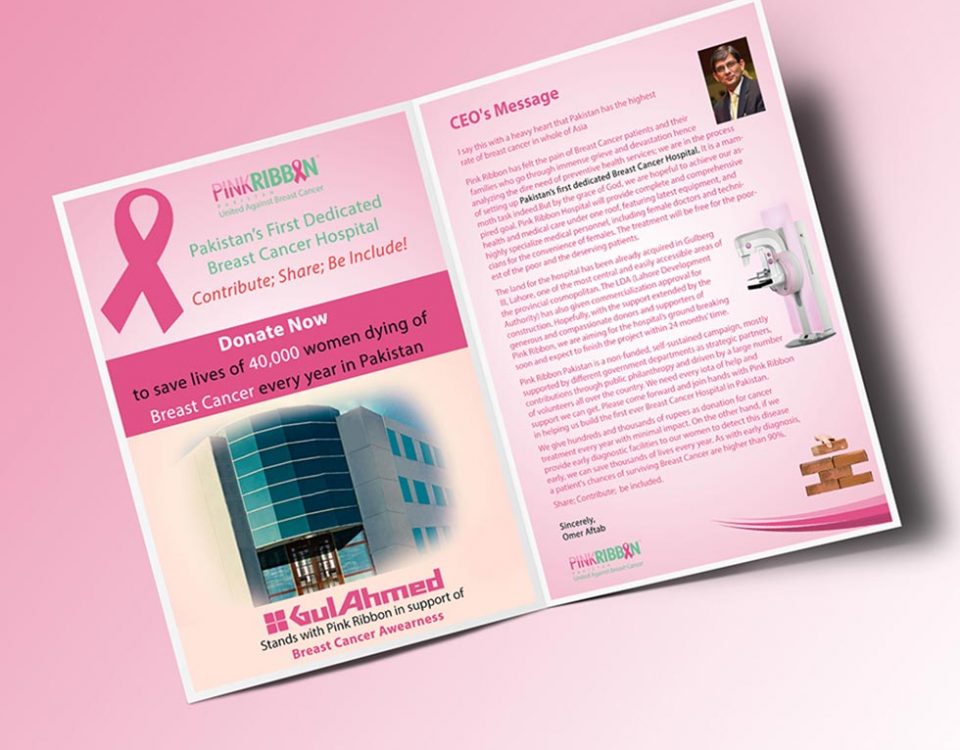 PINKRIBBON
PAKISTAN
United Against Breast Cancer
Pakistan's First Dedicated
Breast Cancer Hospital
Contribute; Share; Be Include!
Donate Now
to save lives of 40,000 women dying of
Breast Cancer every year in Pakistan
GulAhmed
Stands with Pink Ribbon in support of
Breast Cancer Awearness
CEO's Message
I say this with a heavy heart that Pakistan has the highest
rate of breast cancer in whole of Asia
Pink Ribbon has felt the pain of Breast Cancer patients and their
families who go through immense grieve and devastation hence
analyzing the dire need of preventive health services; we are in the process
of setting up Pakistan's first dedicated Breast Cancer Hospital. It is a mam-
moth task indeed.But by the grace of God, we are hopeful to achieve our as-
pired goal. Pink Ribbon Hospital will provide complete and comprehensive
health and medical care under one roof, featuring latest equipment, and
highly specialize medical personnel, including female doctors and techni-
cians for the convenience of females. The treatment will be free for the poor-
est of the poor and the deserving patients.
The land for the hospital has been already acquired in Gulberg
III, Lahore, one of the most central and easily accessible areas of
the provincial cosmopolitan. The LDA (Lahore Development
Authority) has also given commercialization approval for
construction. Hopefully, with the support extended by the
generous and compassionate donors and supporters of
Pink Ribbon, we are aiming for the hospital's ground breaking
soon and expect to finish the project within 24 months' time.
Pink Ribbon Pakistan is a non-funded, self-sustained campaign, mostly
supported by different government departments as strategic partners,
contributions through public philanthropy and driven by a large number
of volunteers all over the country. We need every iota of help and
support we can get. Please come forward and join hands with Pink Ribbon
in helping us build the first ever Breast Cancer Hospital in Pakistan.
We give hundreds and thousands of rupees as donation for cancer
treatment every year with minimal impact. On the other hand, if we
provide early diagnostic facilities to our women to detect this disease
early, we can save thousands of lives every year. As with early diagnosis,
a patient's chances of surviving Breast Cancer are higher than 90%.
Share; Contribute; be included.
Sincerely,
Omer Aftab
PINKRIBBON
PAKISTAN
United Against Breast Cancer